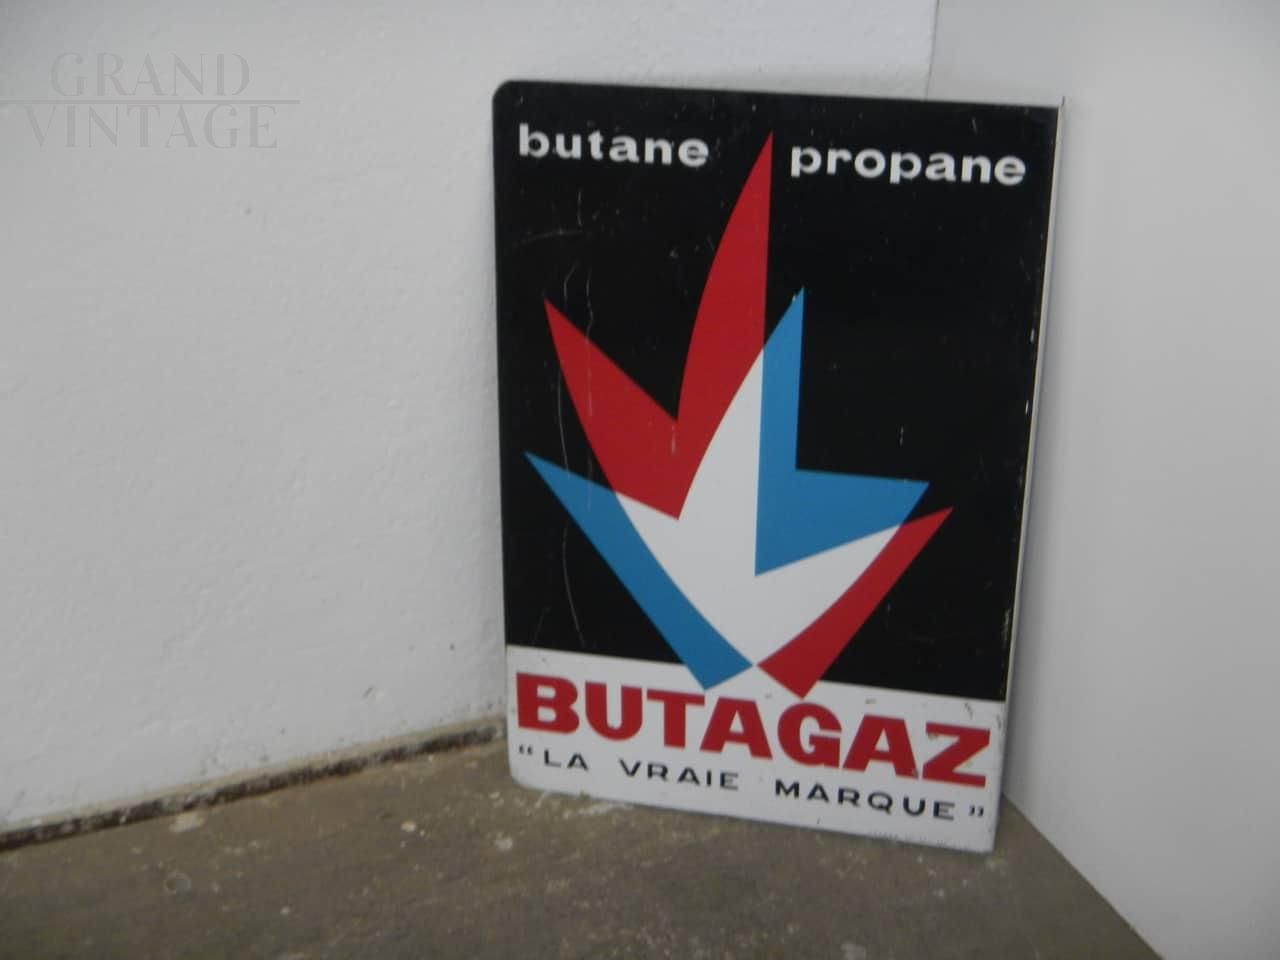 GRAND
VINTAGE
butane propane
BUTAGAZ
“LA VRAIE MARQUE”